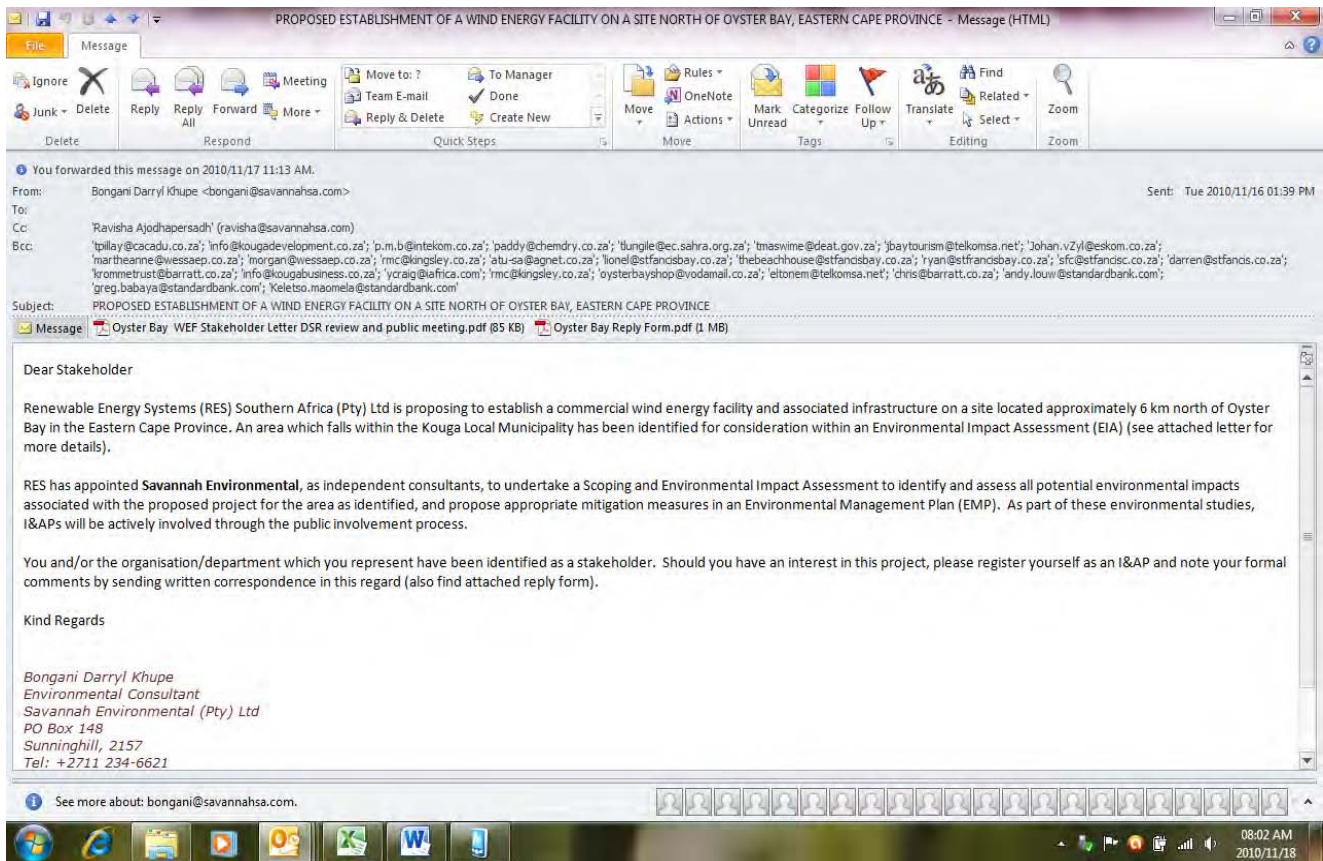 PROPOSED ESTABLISHMENT OF A WIND ENERGY FACILITY ON A SITE NORTH OF OYSTER BAY, EASTERN CAPE PROVINCE - Message (HTML)
File Message
Ignore Delete Reply Reply All Forward Meeting Move to: ? To Manager Move Rules Mark Unread Categorize Follow Up Translate Find Zoom
Team E-mail Done OneNote Related
Junk More Reply & Delete Create New Actions Select
Delete Respond Quick Steps Move Tags Editing Zoom
You forwarded this message on 2010/11/17 11:13 AM.
From: Bongani Darryl Khupe <bongani@savannahsa.com> Sent: Tue 2010/11/16 01:39 PM
To:
Cc: 'Ravisha Ajodhapersadh' (ravisha@savannahsa.com)
Bcc: 'tpillay@cacadu.co.za'; 'info@kougadevelopment.co.za'; 'p.m.b@intekom.co.za'; 'paddy@chemdry.co.za'; 'tlungile@ec.sahra.org.za'; 'tmaswime@deat.gov.za'; 'jbaytourism@telkomsa.net'; 'Johan.vZyl@eskom.co.za';
'martheanne@wessaep.co.za'; 'morgan@wessaep.co.za'; 'rmc@kingsley.co.za'; 'atu-sa@agnet.co.za'; 'lionel@stfancisbay.co.za'; 'thebeachhouse@stfancisbay.co.za'; 'ryan@stfrancisbay.co.za'; 'sfc@stfancisc.co.za'; 'darren@stfancis.co.za';
'krommetrust@barratt.co.za'; 'info@kougabusiness.co.za'; 'ycraig@iafrica.com'; 'rmc@kingsley.co.za'; 'oysterbayshop@vodamail.co.za'; 'eltonem@telkomsa.net'; 'chris@barratt.co.za'; 'andy.louw@standardbank.com';
'greg.babaya@standardbank.com'; 'Keletso.maomela@standardbank.com'
Subject: PROPOSED ESTABLISHMENT OF A WIND ENERGY FACILITY ON A SITE NORTH OF OYSTER BAY, EASTERN CAPE PROVINCE
Message Oyster Bay WEF Stakeholder Letter DSR review and public meeting.pdf (85 KB) Oyster Bay Reply Form.pdf (1 MB)
Dear Stakeholder
Renewable Energy Systems (RES) Southern Africa (Pty) Ltd is proposing to establish a commercial wind energy facility and associated infrastructure on a site located approximately 6 km north of Oyster
Bay in the Eastern Cape Province. An area which falls within the Kouga Local Municipality has been identified for consideration within an Environmental Impact Assessment (EIA) (see attached letter for
more details).
RES has appointed Savannah Environmental, as independent consultants, to undertake a Scoping and Environmental Impact Assessment to identify and assess all potential environmental impacts
associated with the proposed project for the area as identified, and propose appropriate mitigation measures in an Environmental Management Plan (EMP). As part of these environmental studies,
I&APs will be actively involved through the public involvement process.
You and/or the organisation/department which you represent have been identified as a stakeholder. Should you have an interest in this project, please register yourself as an I&AP and note your formal
comments by sending written correspondence in this regard (also find attached reply form).
Kind Regards
Bongani Darryl Khupe
Environmental Consultant
Savannah Environmental (Pty) Ltd
PO Box 148
Sunninghill, 2157
Tel: +2711 234-6621
See more about: bongani@savannahsa.com.
08:02 AM
2010/11/18